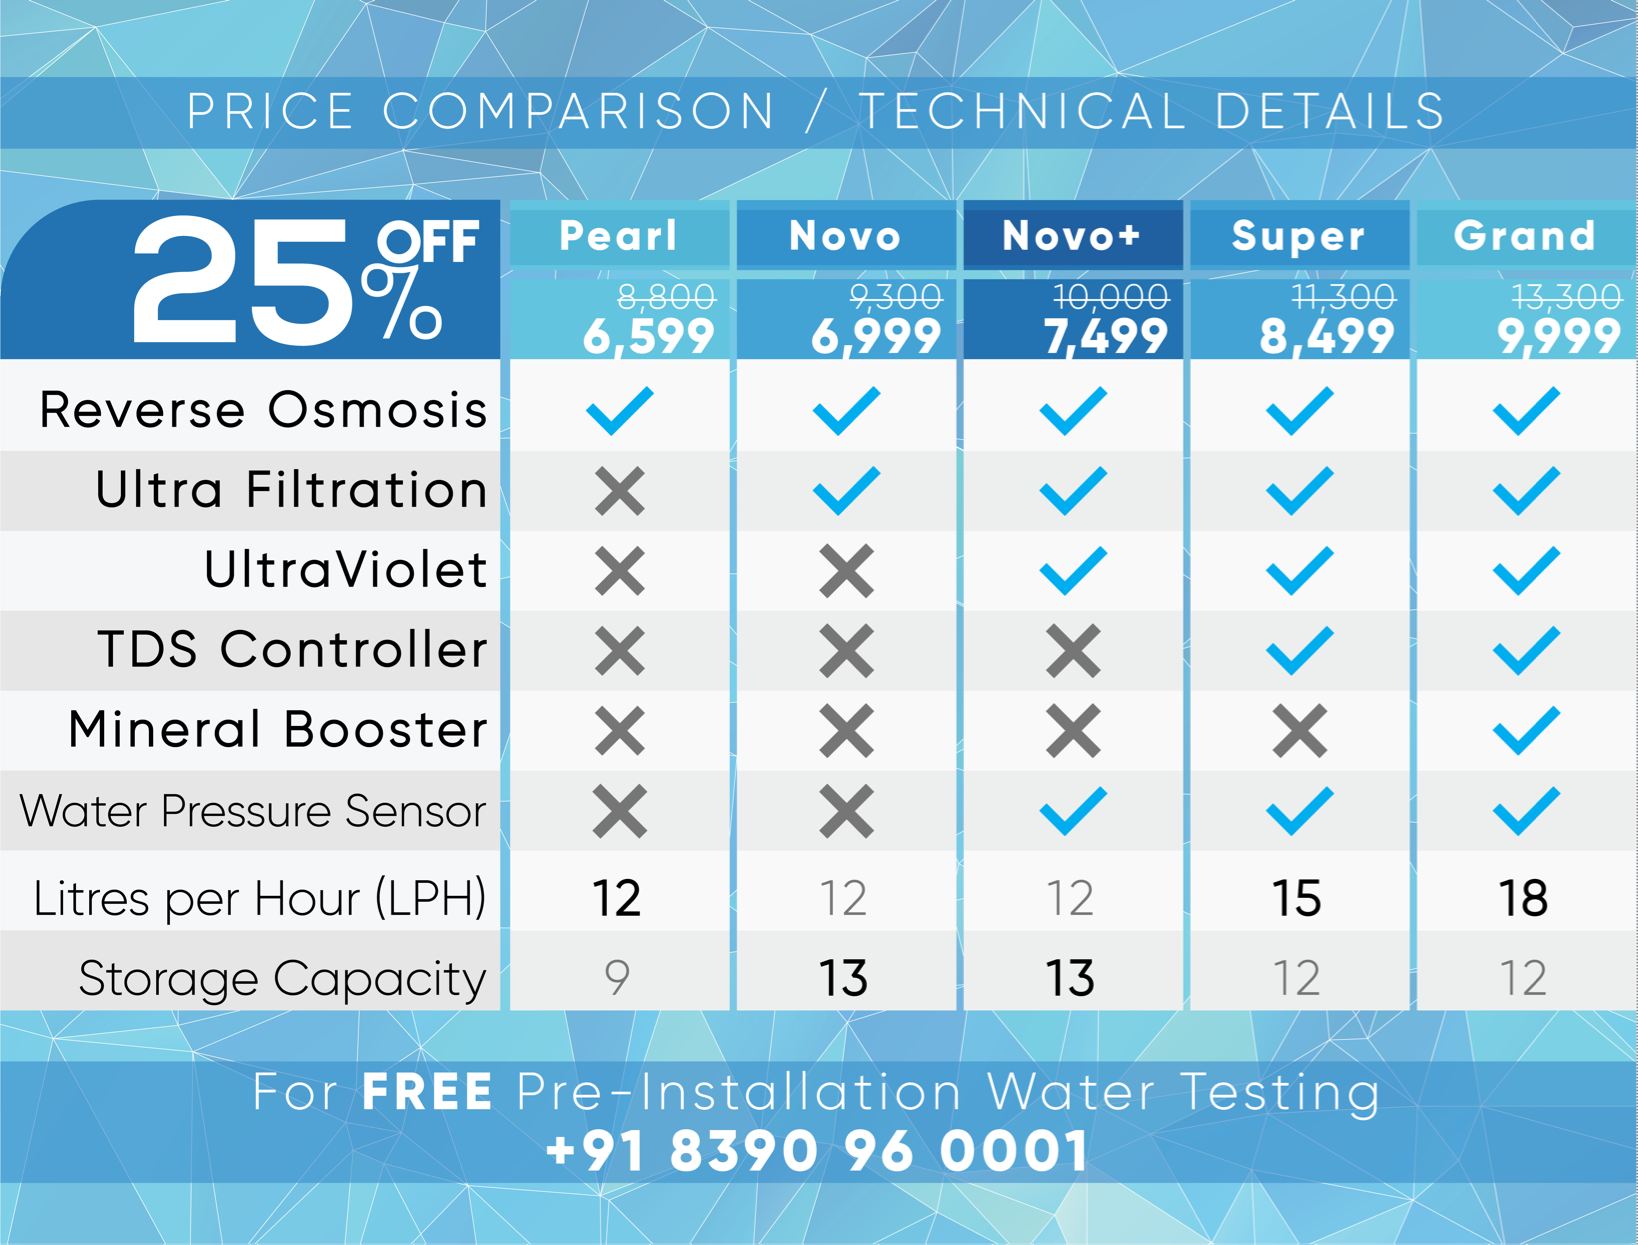 PRICE COMPARISON / TECHNICAL DETAILS
25% OFF
Pearl Novo Novo+ Super Grand
8,800 9,300 10,000 11,300 13,300
6,599 6,999 7,499 8,499 9,999
Reverse Osmosis
Ultra Filtration
UltraViolet
TDS Controller
Mineral Booster
Water Pressure Sensor
Litres per Hour (LPH) 12 12 12 15 18
Storage Capacity 9 13 13 12 12
For FREE Pre-Installation Water Testing
+91 8390 96 0001